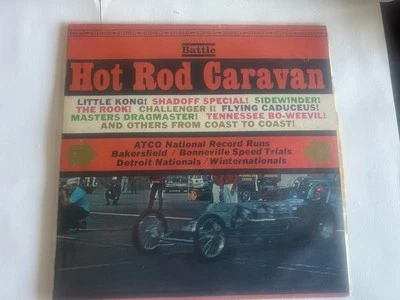 Battle
Hot Rod Caravan
LITTLE KONG! SHADOFF SPECIAL! SIDEWINDER!
THE ROOK! CHALLENGER II FLYING CADUCEUS!
MASTERS DRAGMASTER! TENNESSEE BO-WEEVIL!
AND OTHERS FROM COAST TO COAST!
ATCO National Record Runs
Bakersfield / Bonneville Speed Trials
Detroit Nationals / Winternationals